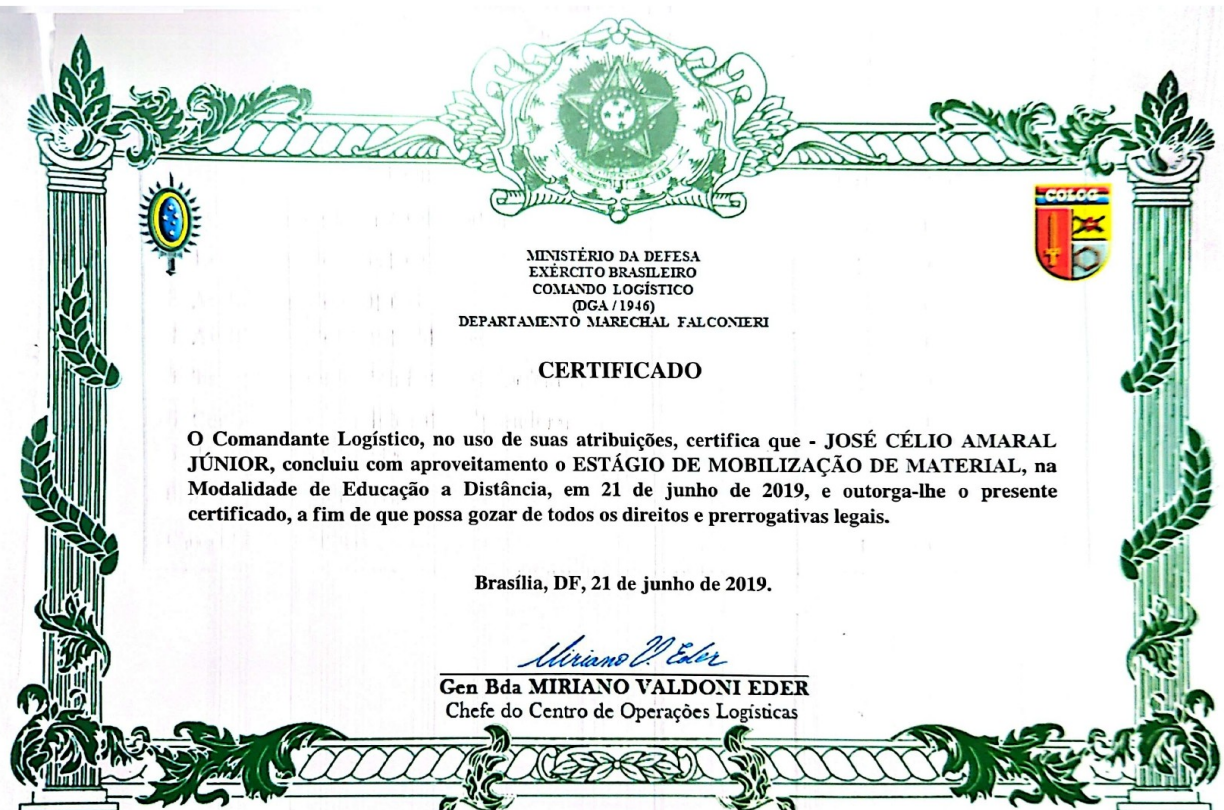 COLOG
MINISTÉRIO DA DEFESA
EXÉRCITO BRASILEIRO
COMANDO LOGÍSTICO
(DGA / 1946)
DEPARTAMENTO MARECHAL FALCONIERI
CERTIFICADO
O Comandante Logístico, no uso de suas atribuições, certifica que - JOSÉ CÉLIO AMARAL
JÚNIOR, concluiu com aproveitamento o ESTÁGIO DE MOBILIZAÇÃO DE MATERIAL, na
Modalidade de Educação a Distância, em 21 de junho de 2019, e outorga-lhe o presente
certificado, a fim de que possa gozar de todos os direitos e prerrogativas legais.
Brasília, DF, 21 de junho de 2019.
Miriano V. Eder
Gen Bda MIRIANO VALDONI EDER
Chefe do Centro de Operações Logísticas